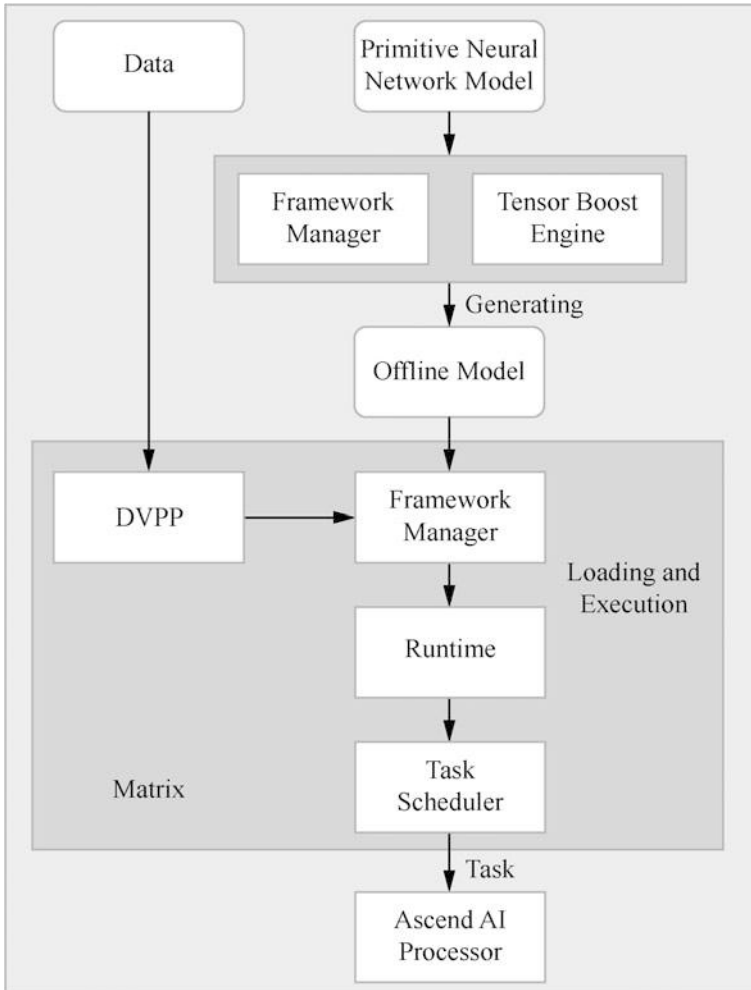 Data
Primitive Neural
Network Model
Framework
Manager
Tensor Boost
Engine
Generating
Offline Model
DVPP
Framework
Manager
Loading and
Execution
Runtime
Task
Scheduler
Matrix
Task
Ascend AI
Processor